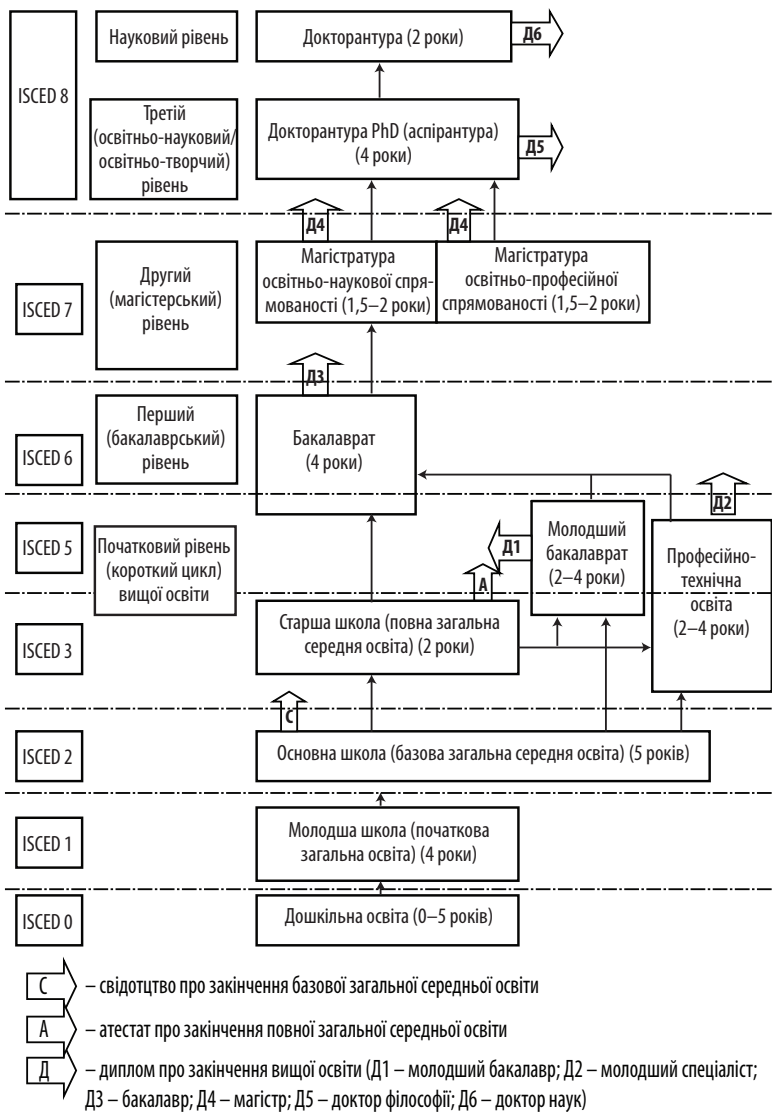 ISCED 8
Науковий рівень
Докторантура (2 роки)
Д6
Третій
(освітньо-науковий/
освітньо-творчий)
рівень
Докторантура PhD (аспірантура)
(4 роки)
Д5
Д4
Д4
ISCED 7
Другий
(магістерський)
рівень
Магістратура
освітньо-наукової спря-
мованості (1,5–2 роки)
Магістратура
освітньо-професійної
спрямованості (1,5–2 роки)
Д3
ISCED 6
Перший
(бакалаврський)
рівень
Бакалаврат
(4 роки)
Д2
ISCED 5
Початковий рівень
(короткий цикл)
вищої освіти
Д1
Молодший
бакалаврат
(2–4 роки)
Професійно-
технічна
освіта
(2–4 роки)
А
ISCED 3
Старша школа (повна загальна
середня освіта) (2 роки)
С
ISCED 2
Основна школа (базова загальна середня освіта) (5 років)
ISCED 1
Молодша школа (початкова
загальна освіта) (4 роки)
ISCED 0
Дошкільна освіта (0–5 років)
С – свідотцтво про закінчення базової загальної середньої освіти
А – атестат про закінчення повної загальної середньої освіти
Д – диплом про закінчення вищої освіти (Д1 – молодший бакалавр; Д2 – молодший спеціаліст;
Д3 – бакалавр; Д4 – магістр; Д5 – доктор філософії; Д6 – доктор наук)